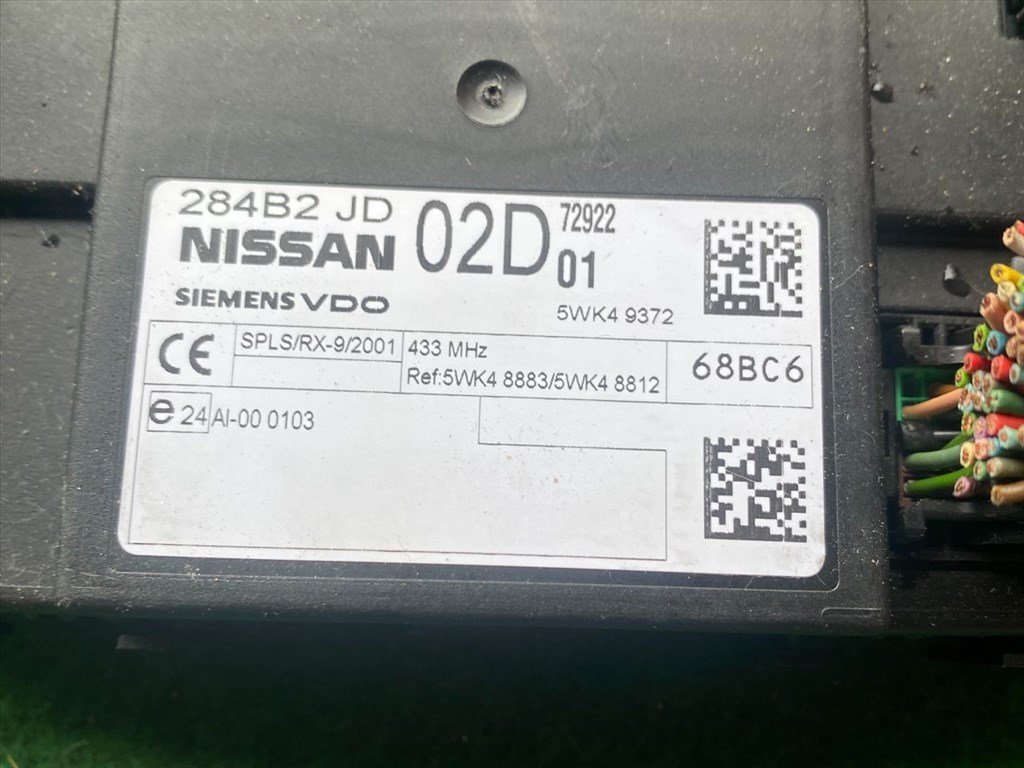 284B2 JD
NISSAN
02D
72922
01
SIEMENS VDO
5WK4 9372
CE
SPLS/RX-9/2001
433 MHz
Ref:5WK4 8883/5WK4 8812
68BC6
e 24 AI-00 0103